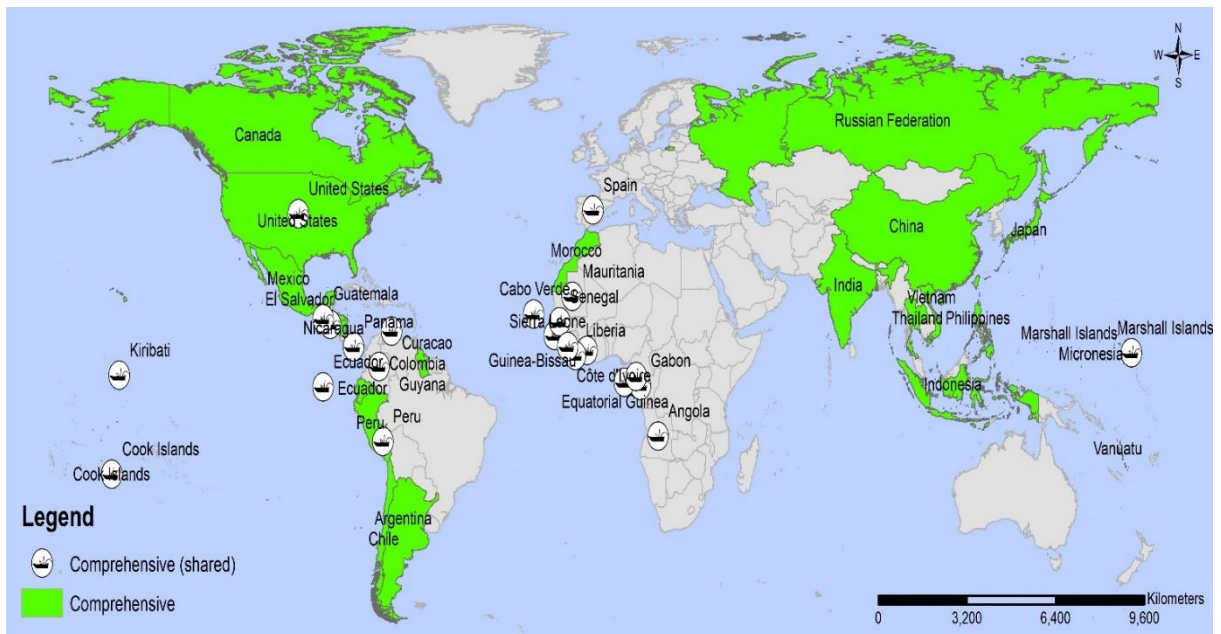 N
W E
S
Canada
Russian Federation
United States
United States
Spain
China
Japan
Morocco
India
Mauritania
Mexico
Cabo Verde
Senegal
El Salvador
Guatemala
Vietnam
Nicaragua
Panama
Sierra Leone
Liberia
Thailand
Philippines
Marshall Islands
Marshall Islands
Micronesia
Kiribati
Curacao
Ecuador
Colombia
Guinea-Bissau
Gabon
Côte d'Ivoire
Ecuador
Guyana
Equatorial Guinea
Indonesia
Peru
Peru
Angola
Cook Islands
Cook Islands
Vanuatu
Argentina
Chile
Legend
Comprehensive (shared)
Comprehensive
Kilometers
0 3,200 6,400 9,600